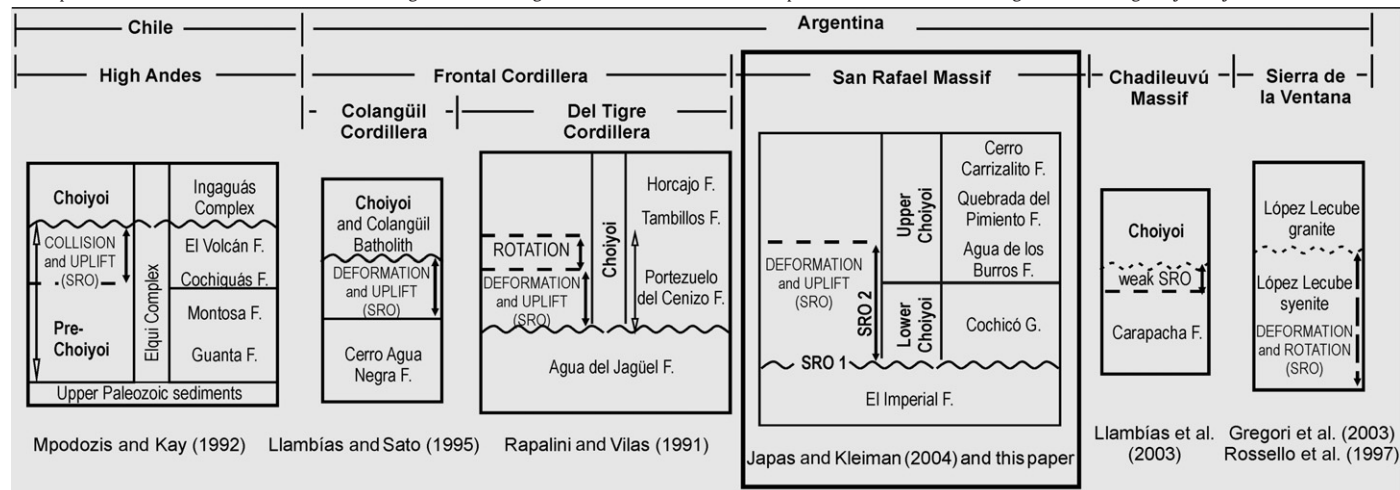 Chile
Argentina
High Andes
Frontal Cordillera
San Rafael Massif
Chadileuvú
Massif
Sierra de
la Ventana
Colangüil
Cordillera
Del Tigre
Cordillera
Choiyoi
COLLISION
and UPLIFT
(SRO)
Pre-
Choiyoi
Elqui Complex
Ingaguás
Complex
El Volcán F.
Cochiguás F.
Montosa F.
Guanta F.
Upper Paleozoic sediments
Mpodozis and Kay (1992)
Choiyoi
and Colangüil
Batholith
DEFORMATION
and UPLIFT
(SRO)
Cerro Agua
Negra F.
Llambías and Sato (1995)
ROTATION
DEFORMATION
and UPLIFT
(SRO)
Choiyoi
Horcajo F.
Tambillos F.
Portezuelo
del Cenizo F.
Agua del Jagüel F.
Rapalini and Vilas (1991)
DEFORMATION
and UPLIFT
(SRO)
SRO 2
SRO 1
Upper
Choiyoi
Lower
Choiyoi
Cerro
Carrizalito F.
Quebrada del
Pimiento F.
Agua de los
Burros F.
Cochicó G.
El Imperial F.
Japas and Kleiman (2004) and this paper
Choiyoi
weak SRO
Carapacha F.
Llambías et al.
(2003)
López Lecube
granite
López Lecube
syenite
DEFORMATION
and ROTATION
(SRO)
Gregori et al. (2003)
Rossello et al. (1997)